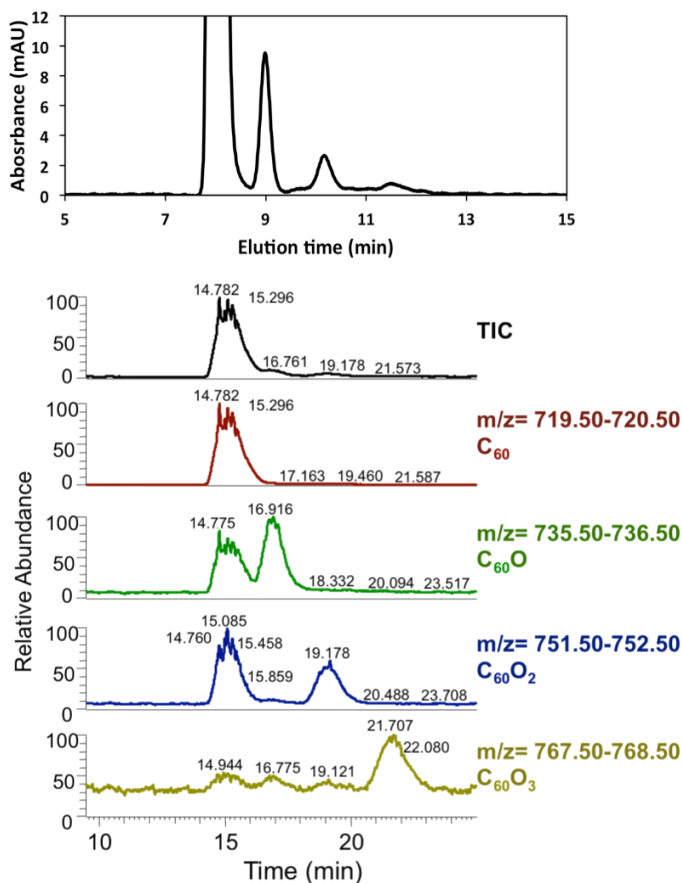 Abosrbance (mAU)
12
10
8
6
4
2
0
5 7 9 11 13 15
Elution time (min)
Relative Abundance
100
50
0
14.782 15.296
16.761 19.178 21.573
TIC
100
50
0
14.782 15.296
17.163 19.460 21.587
m/z= 719.50-720.50
C₆₀
100
50
0
14.775 16.916
18.332 20.094 23.517
m/z= 735.50-736.50
C₆₀O
100
50
0
15.085
14.760 15.458
15.859
19.178
20.488 23.708
m/z= 751.50-752.50
C₆₀O₂
100
50
0
14.944 16.775 19.121
21.707
22.080
m/z= 767.50-768.50
C₆₀O₃
10 15 20
Time (min)